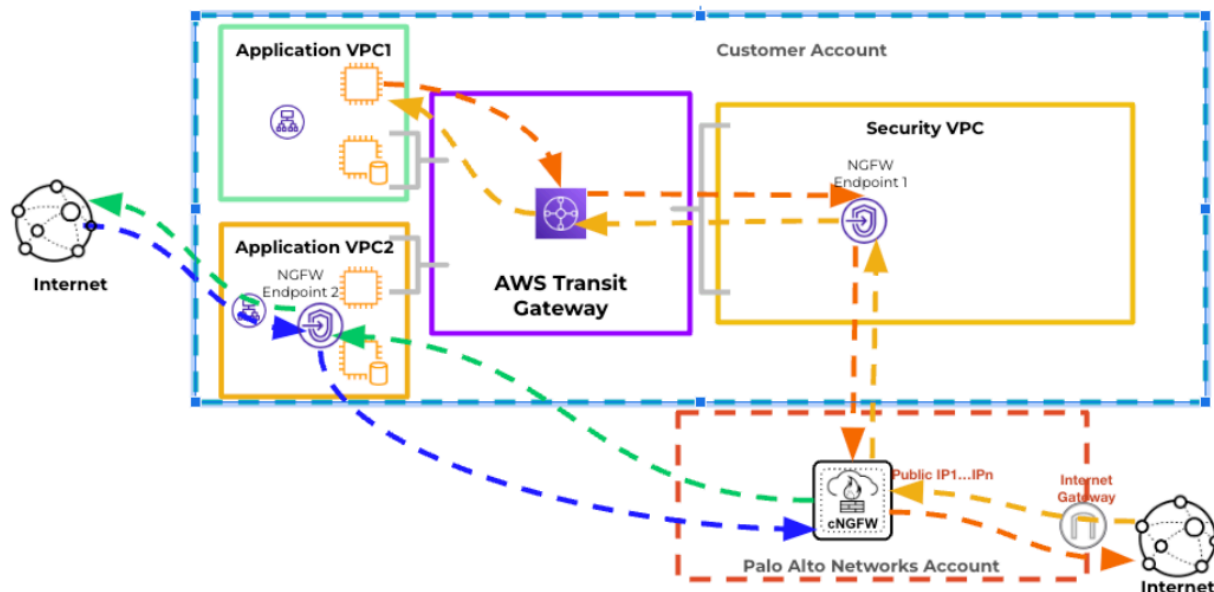 Application VPC1
Customer Account
Security VPC
NGFW
Endpoint 1
Internet
Application VPC2
NGFW
Endpoint 2
AWS Transit
Gateway
Public IP1...IPn
Internet
Gateway
cNGFW
Palo Alto Networks Account
Internet